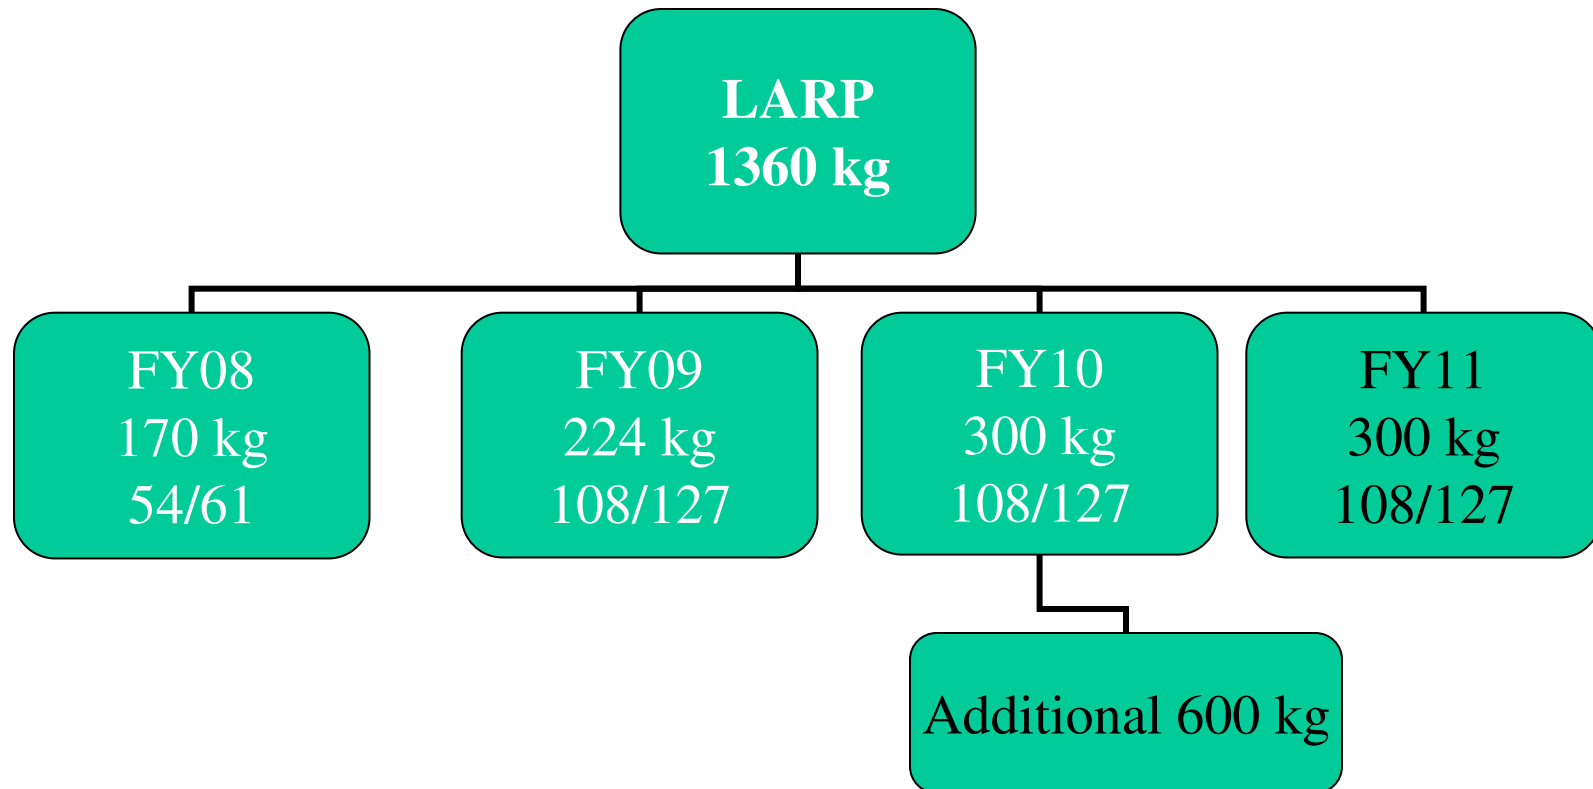 LARP
1360 kg
FY08
170 kg
54/61
FY09
224 kg
108/127
FY10
300 kg
108/127
FY11
300 kg
108/127
Additional 600 kg